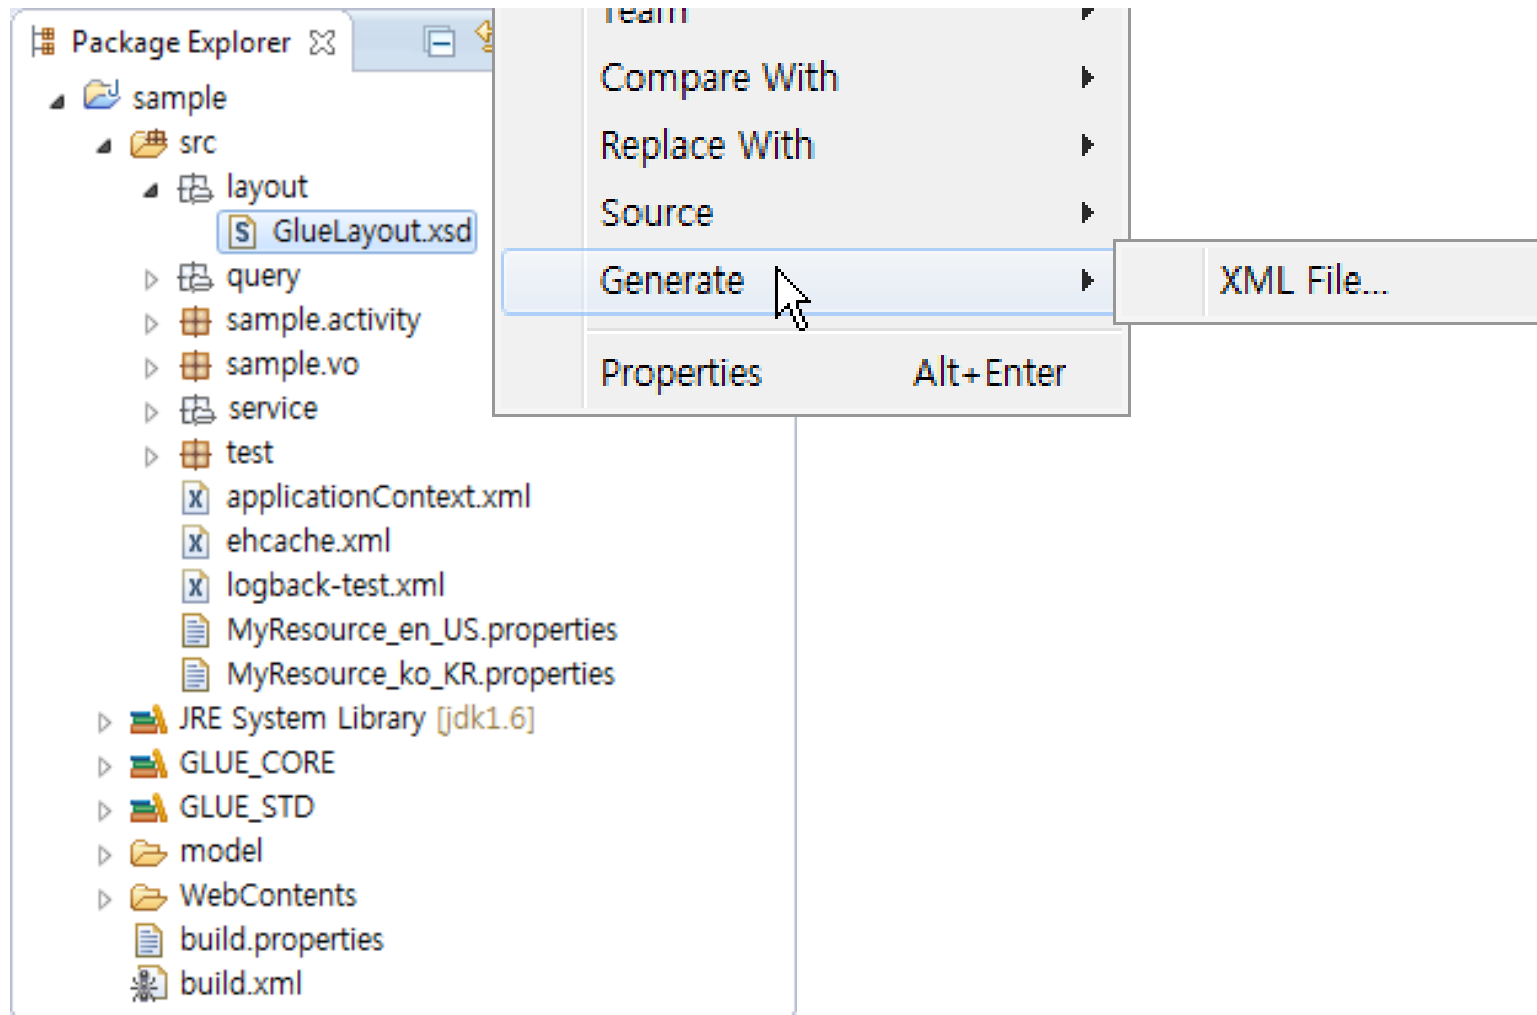 Package Explorer
sample
src
layout
GlueLayout.xsd
query
sample.activity
sample.vo
service
test
applicationContext.xml
ehcache.xml
logback-test.xml
MyResource_en_US.properties
MyResource_ko_KR.properties
JRE System Library [jdk1.6]
GLUE_CORE
GLUE_STD
model
WebContents
build.properties
build.xml
Team
Compare With
Replace With
Source
Generate
Properties Alt+Enter
XML File...